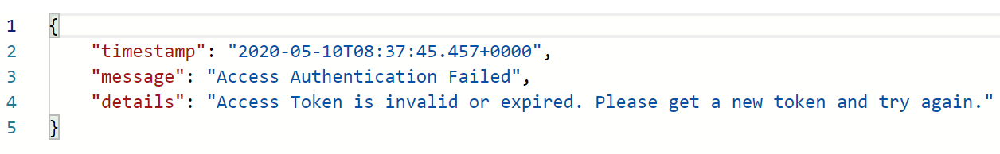 1 {
2 "timestamp": "2020-05-10T08:37:45.457+0000",
3 "message": "Access Authentication Failed",
4 "details": "Access Token is invalid or expired. Please get a new token and try again."
5 }